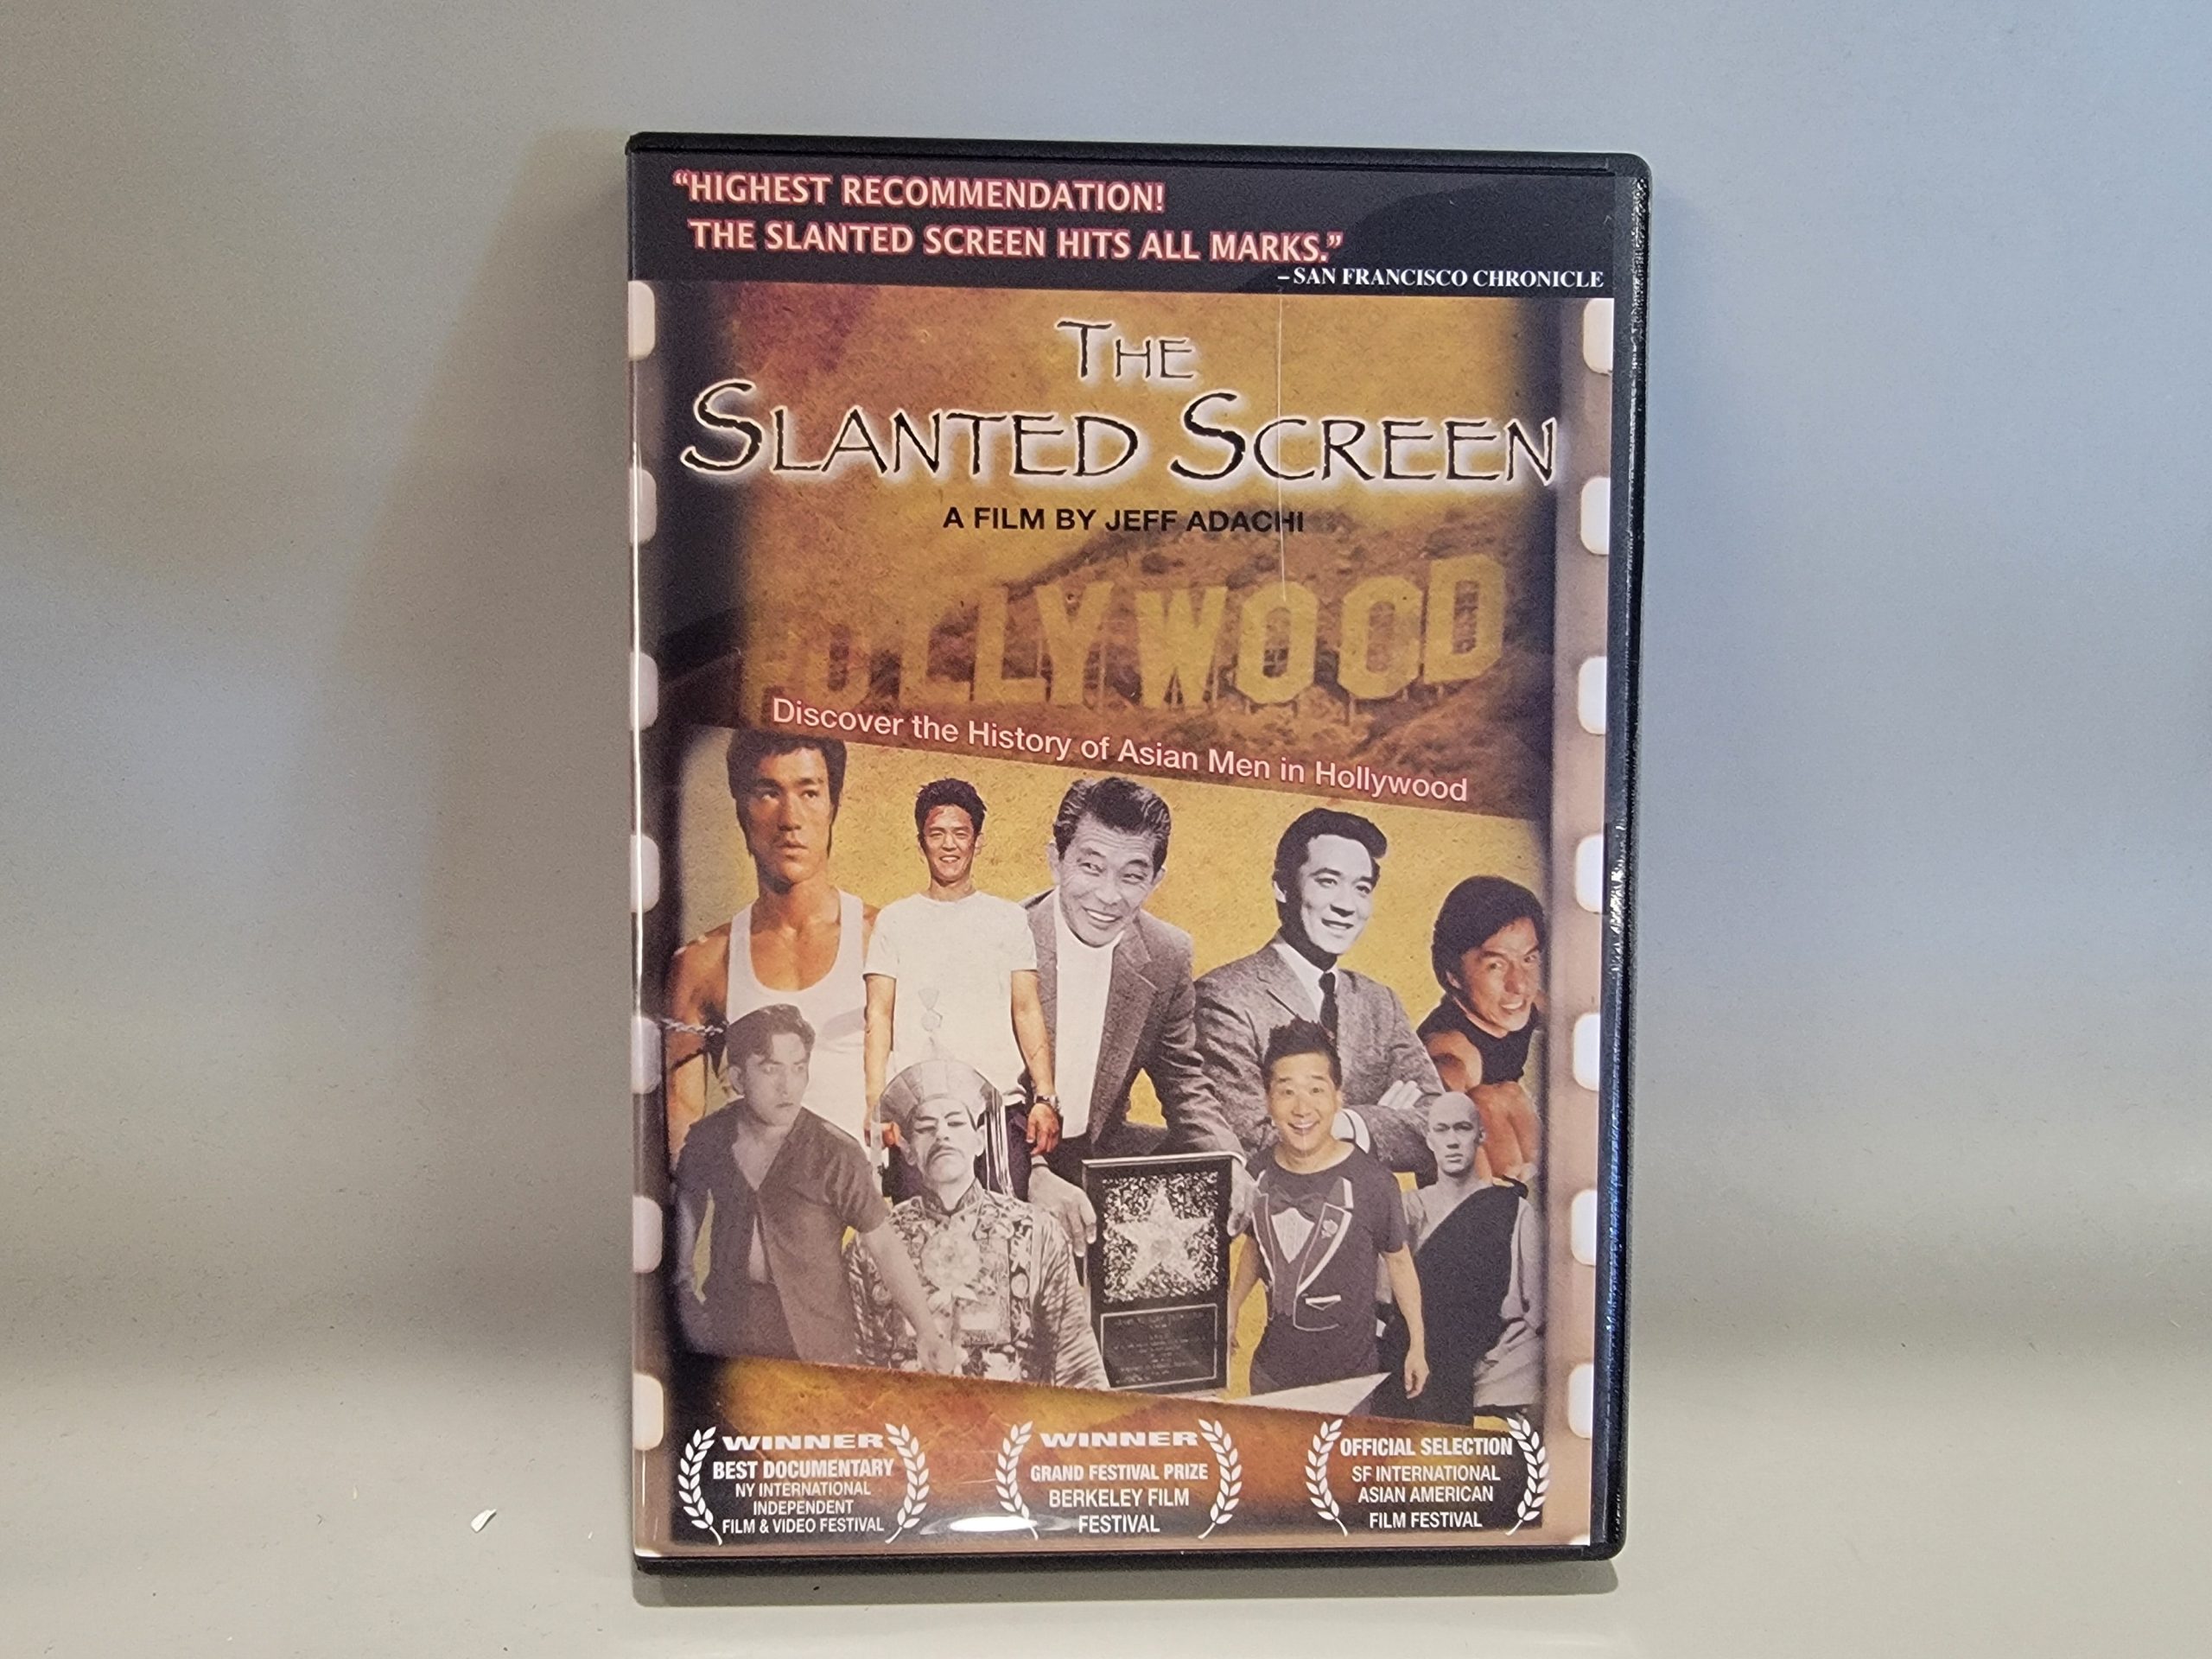 “HIGHEST RECOMMENDATION!
THE SLANTED SCREEN HITS ALL MARKS.”
– SAN FRANCISCO CHRONICLE
THE
SLANTED SCREEN
A FILM BY JEFF ADACHI
HOLLYWOOD
Discover the History of Asian Men in Hollywood
WINNER
BEST DOCUMENTARY
NY INTERNATIONAL
INDEPENDENT
FILM & VIDEO FESTIVAL
WINNER
GRAND FESTIVAL PRIZE
BERKELEY FILM
FESTIVAL
OFFICIAL SELECTION
SF INTERNATIONAL
ASIAN AMERICAN
FILM FESTIVAL